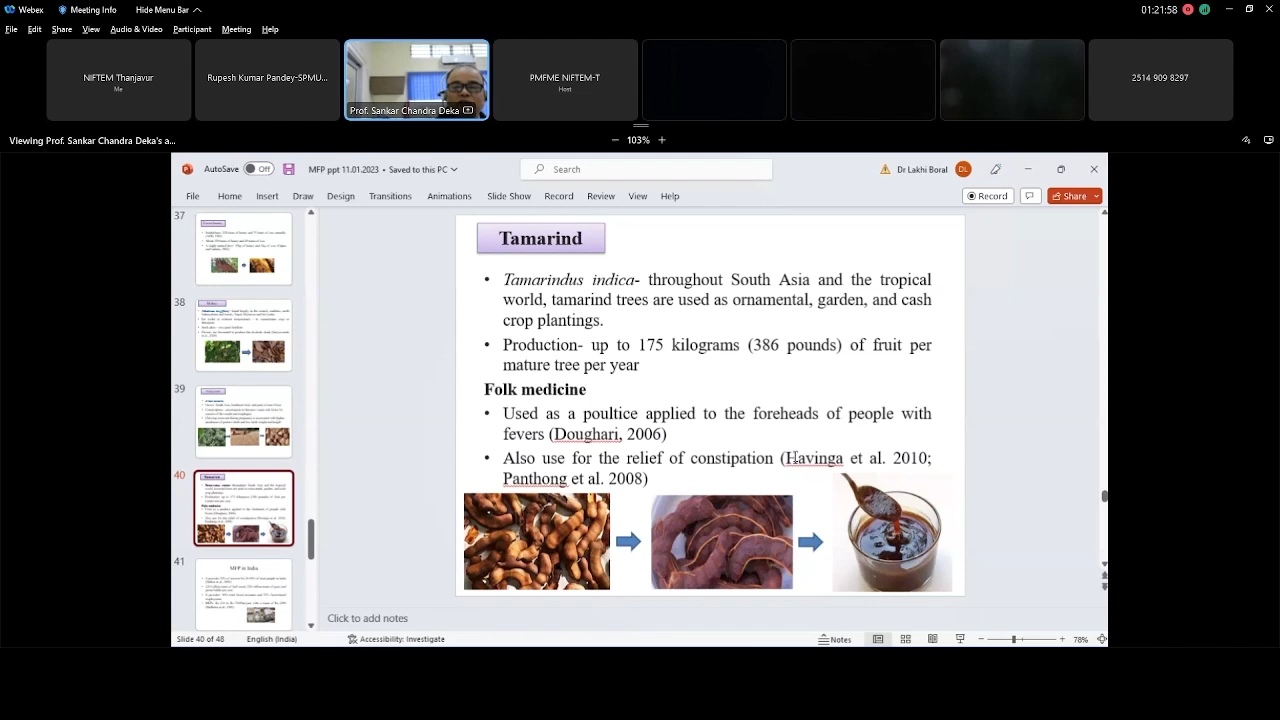 Webex Meeting Info Hide Menu Bar 01:21:58
File Edit Share View Audio & Video Participant Meeting Help
NIFTEM Thanjavur
Me
Rupesh Kumar Pandey-SPMU...
Prof. Sankar Chandra Deka
PMFME NIFTEM-T
Host
2514 909 8297
Viewing Prof. Sankar Chandra Deka's a...
103%
AutoSave Off MFP ppt 11.01.2023 • Saved to this PC Search Dr Lakhi Boral DL
File Home Insert Draw Design Transitions Animations Slide Show Record Review View Help Record Share
37
38
39
40
41
MFP in India
Tamarind
• Tamarindus indica- throughout South Asia and the tropical
world, tamarind trees are used as ornamental, garden, and cash
crop plantings.
• Production- up to 175 kilograms (386 pounds) of fruit per
mature tree per year
Folk medicine
• Used as a poultice applied to the foreheads of people with
fevers (Doughari, 2006)
• Also use for the relief of constipation (Havinga et al. 2010;
Panthong et al. 2008)
Click to add notes
Slide 40 of 48 English (India) Accessibility: Investigate Notes 78%